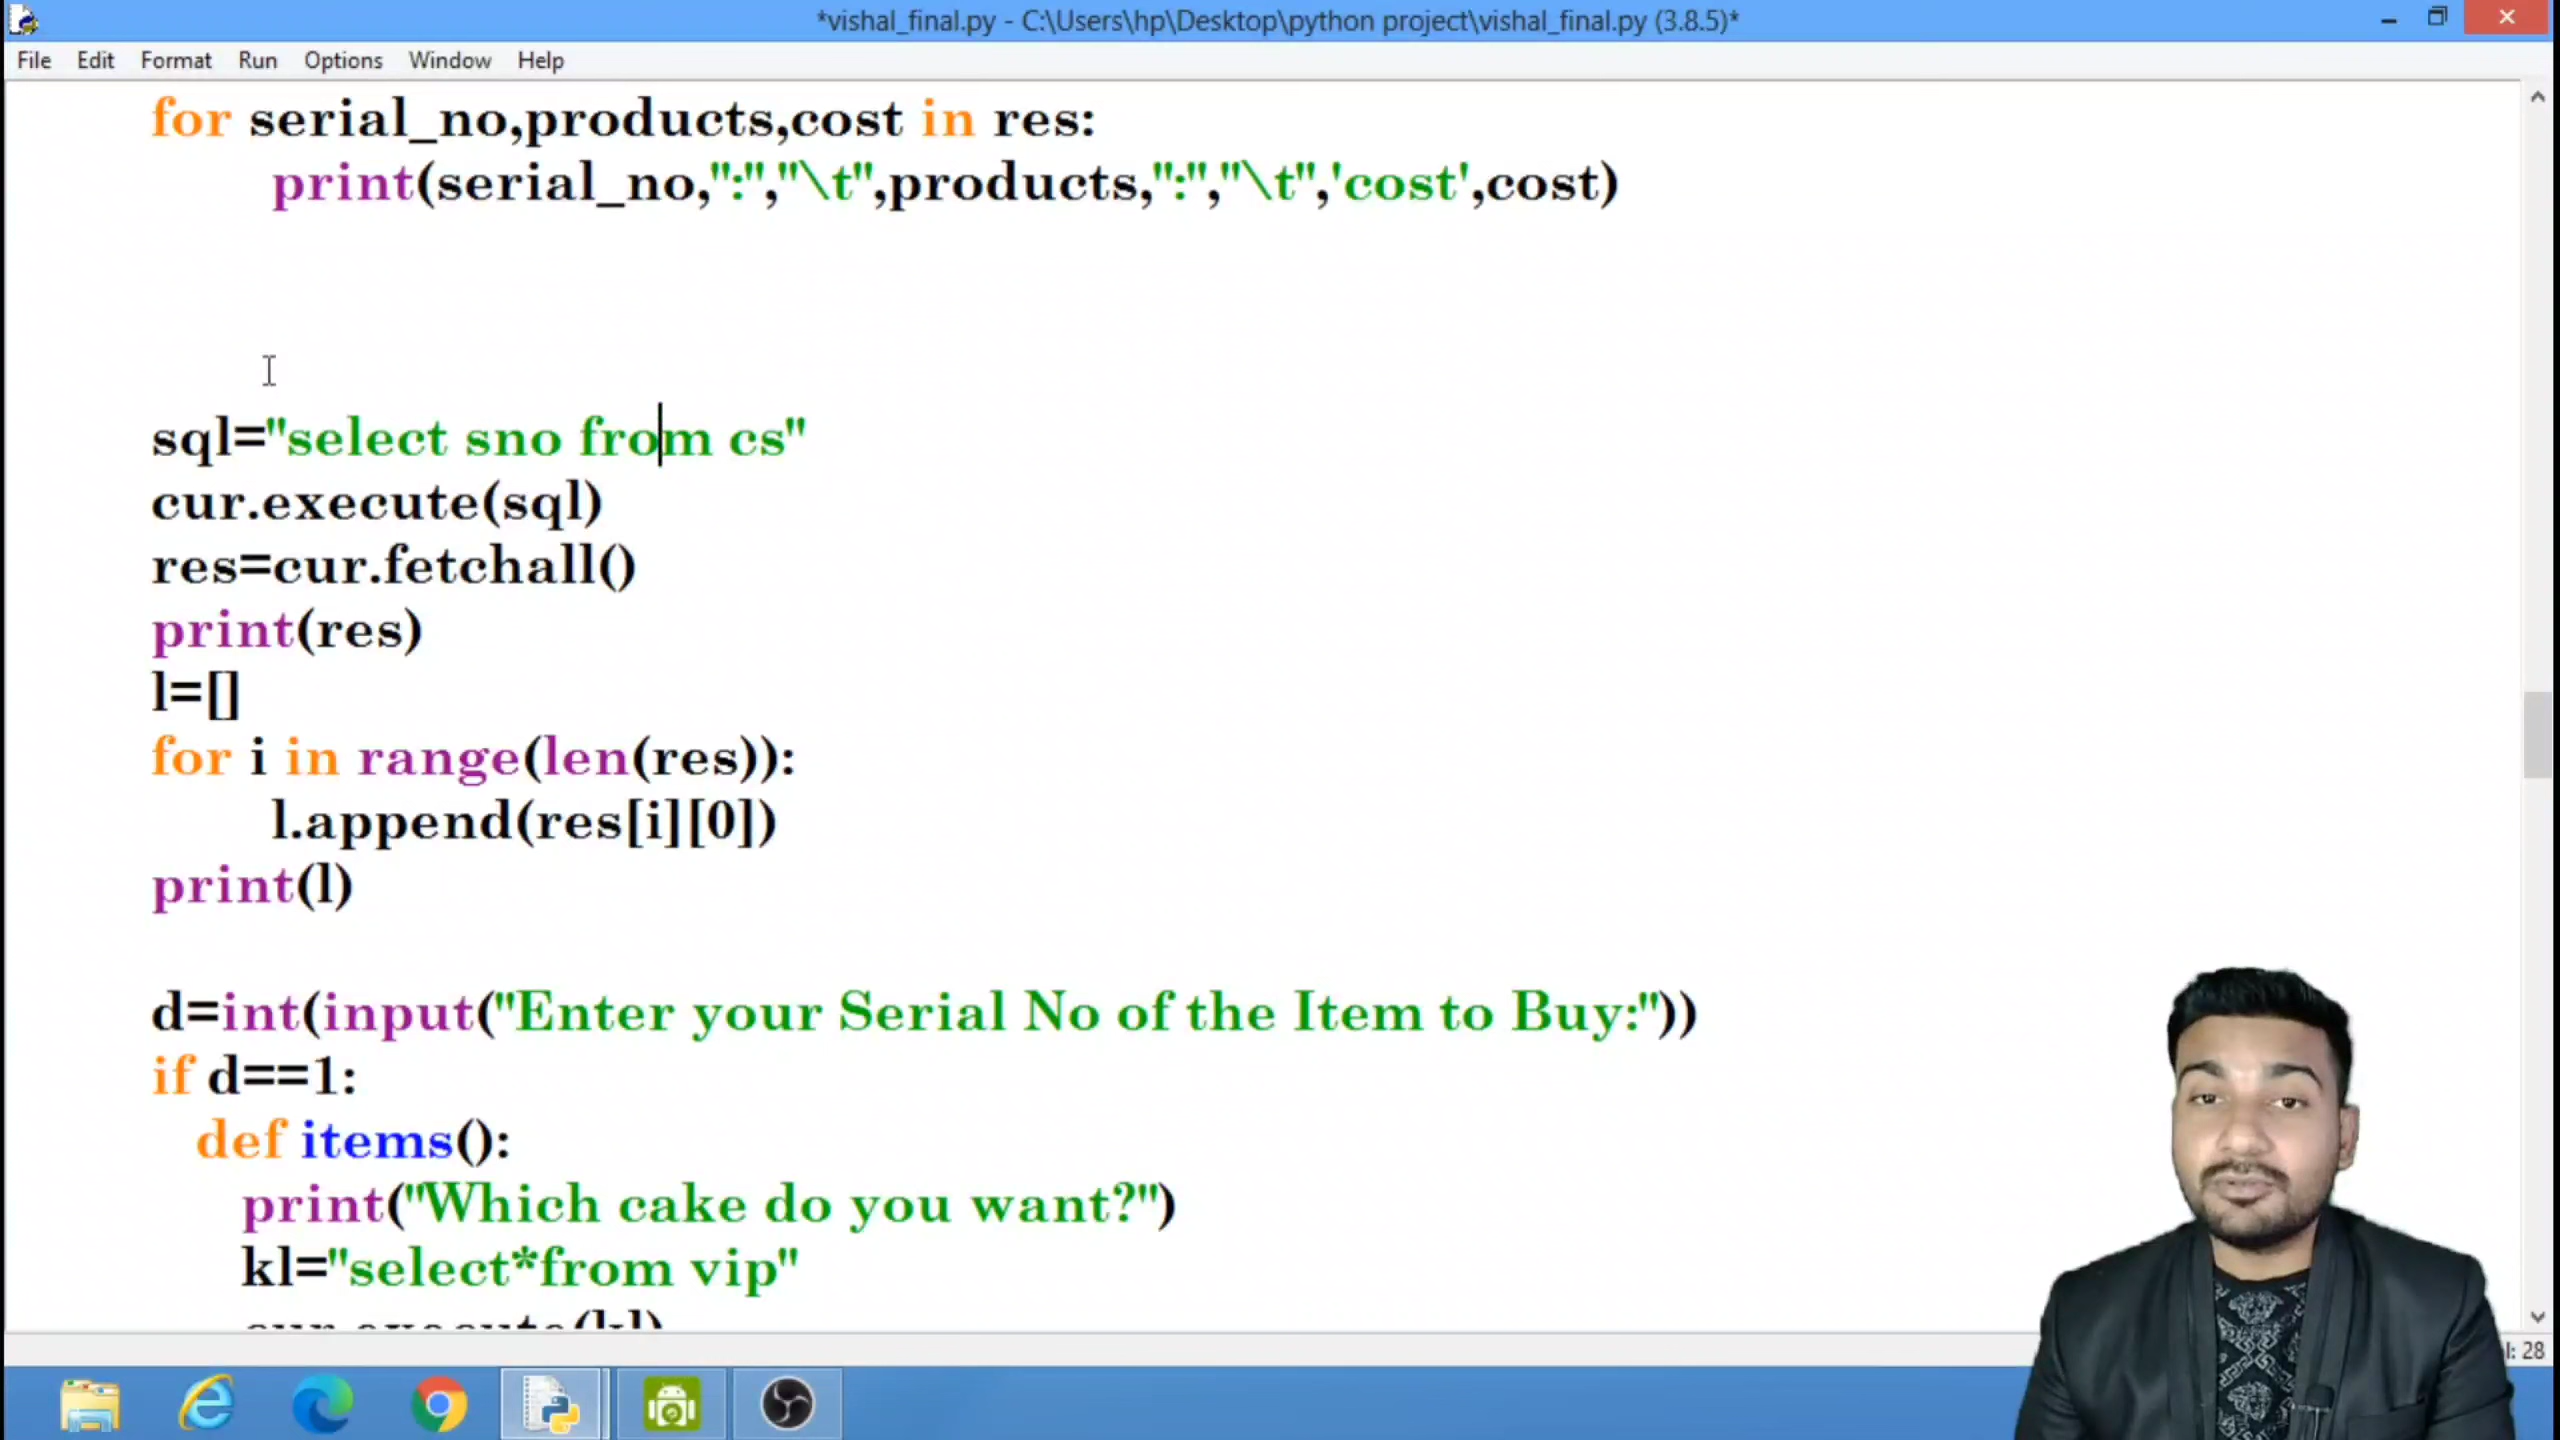 *vishal_final.py - C:\Users\hp\Desktop\python project\vishal_final.py (3.8.5)*
File Edit Format Run Options Window Help
for serial_no,products,cost in res:
print(serial_no,":","\t",products,":","\t",'cost',cost)
sql="select sno from cs"
cur.execute(sql)
res=cur.fetchall()
print(res)
l=[]
for i in range(len(res)):
l.append(res[i][0])
print(l)
d=int(input("Enter your Serial No of the Item to Buy:"))
if d==1:
def items():
print("Which cake do you want?")
kl="select*from vip"
cur.execute(kl)
l: 28